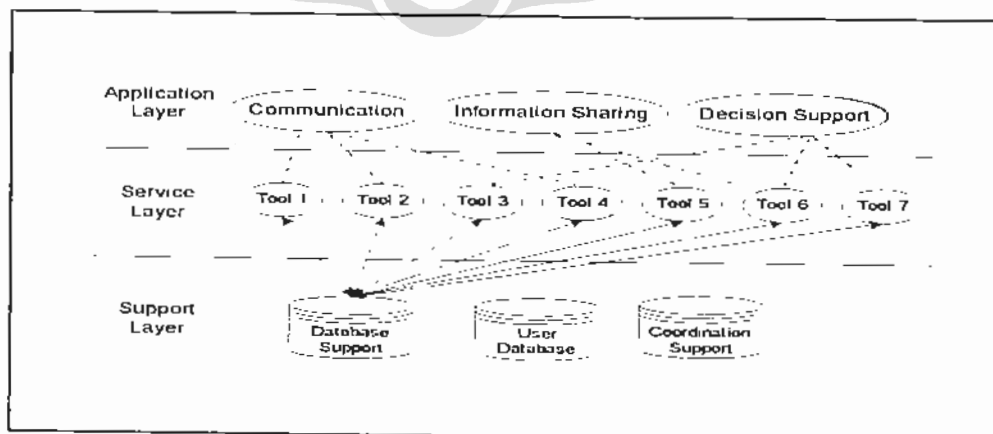 Application
Layer
Communication
Information Sharing
Decision Support
Service
Layer
Tool 1
Tool 2
Tool 3
Tool 4
Tool 5
Tool 6
Tool 7
Support
Layer
Database
Support
User
Database
Coordination
Support